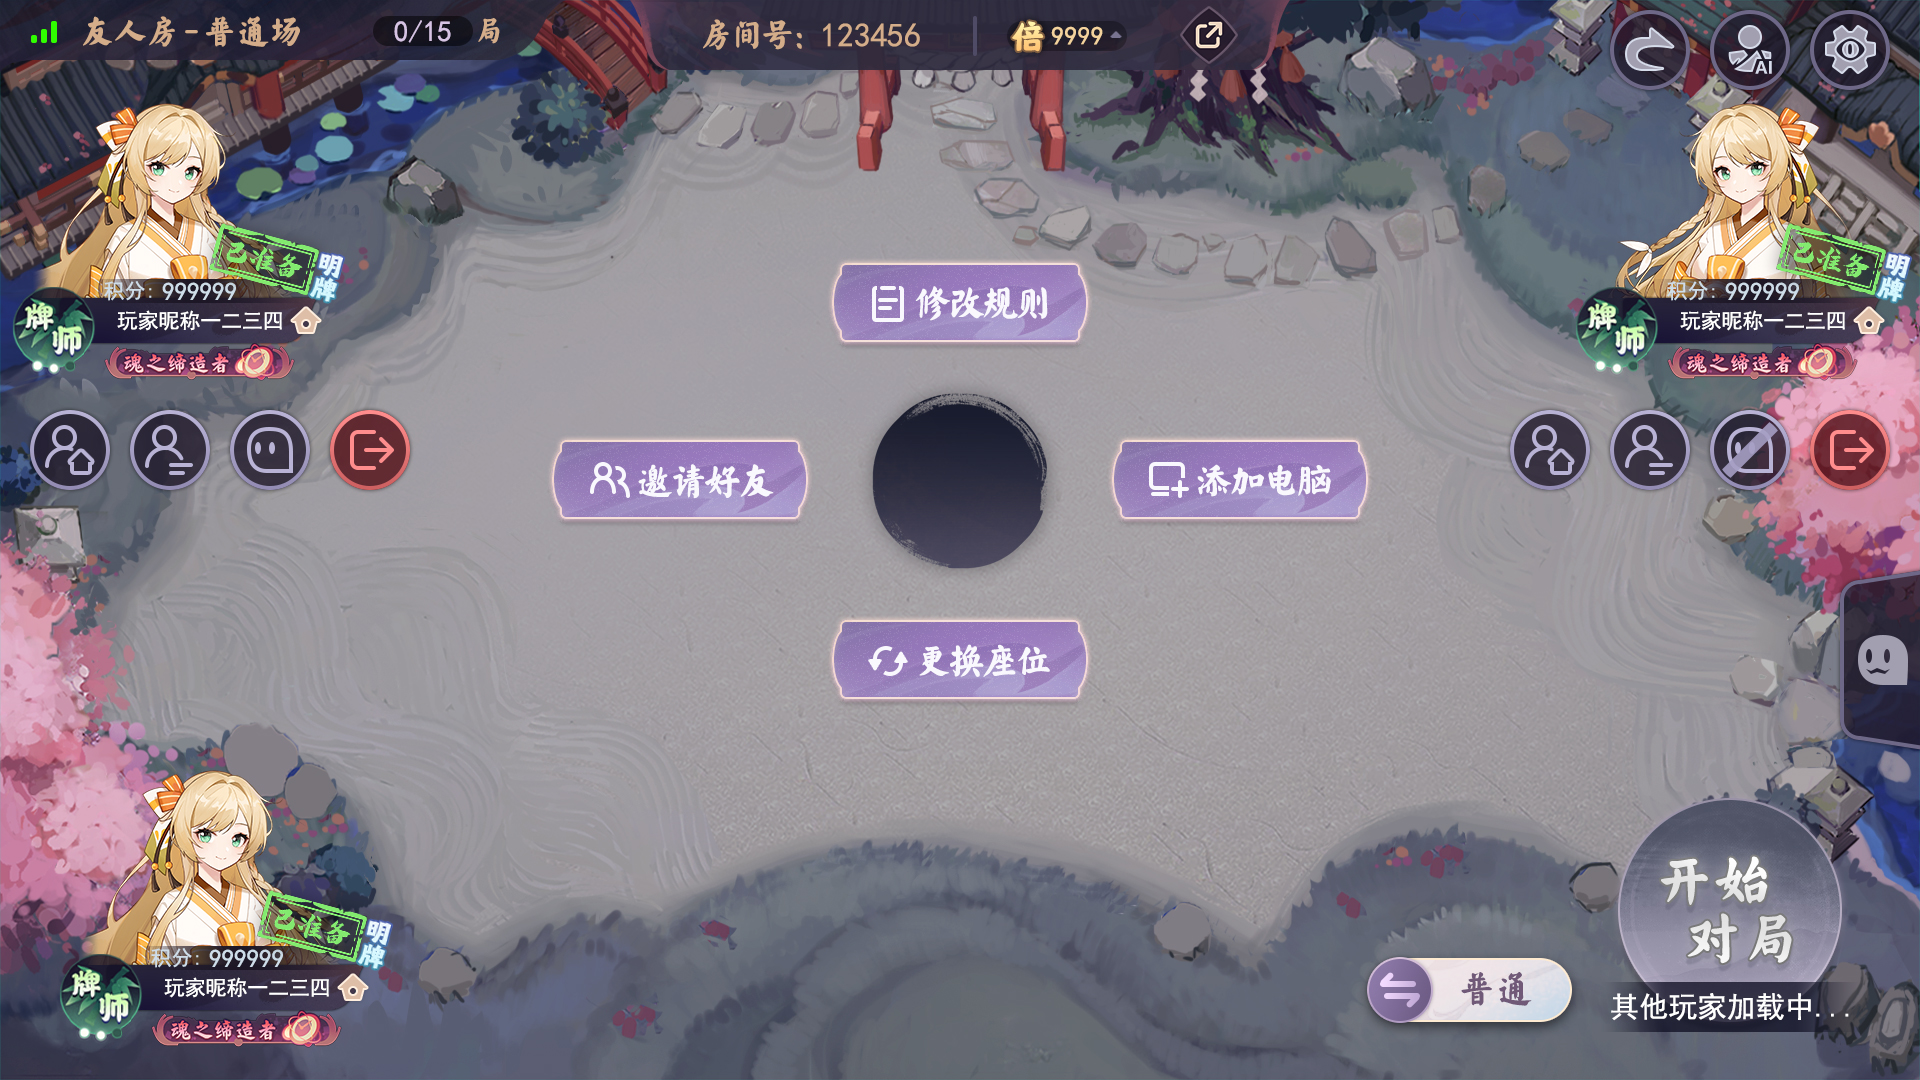 友人房-普通场
0/15 局
房间号：123456
倍 9999
AI
已准备
明牌
积分：999999
牌师
玩家昵称一二三四
魂之缔造者
已准备
明牌
积分：999999
牌师
玩家昵称一二三四
魂之缔造者
修改规则
邀请好友
添加电脑
更换座位
已准备
明牌
积分：999999
牌师
玩家昵称一二三四
魂之缔造者
普通
开始
对局
其他玩家加载中...